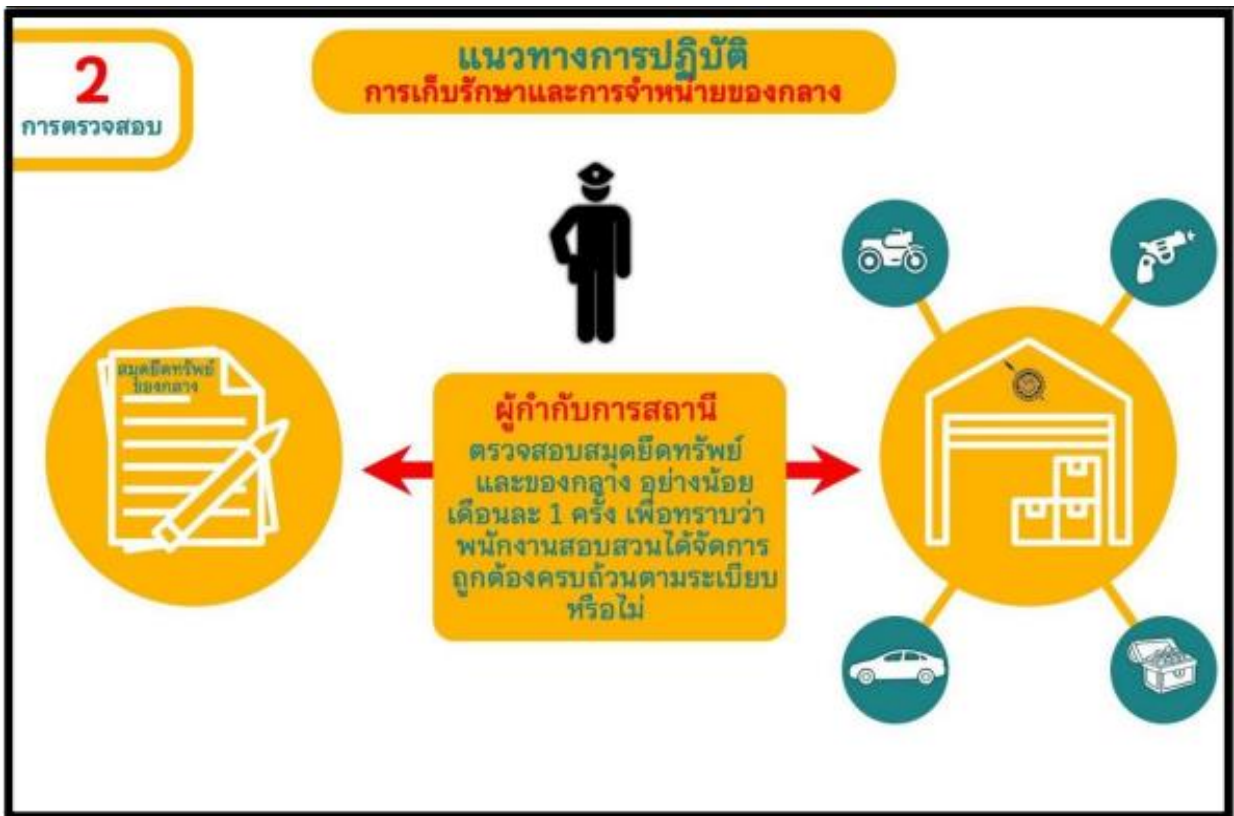 2
การตรวจสอบ
แนวทางการปฏิบัติ
การเก็บรักษาและการจำหน่ายของกลาง
สมุดยึดทรัพย์
ของกลาง
ผู้กำกับการสถานี
ตรวจสอบสมุดยึดทรัพย์
และของกลาง อย่างน้อย
เดือนละ 1 ครั้ง เพื่อทราบว่า
พนักงานสอบสวนได้จัดการ
ถูกต้องครบถ้วนตามระเบียบ
หรือไม่